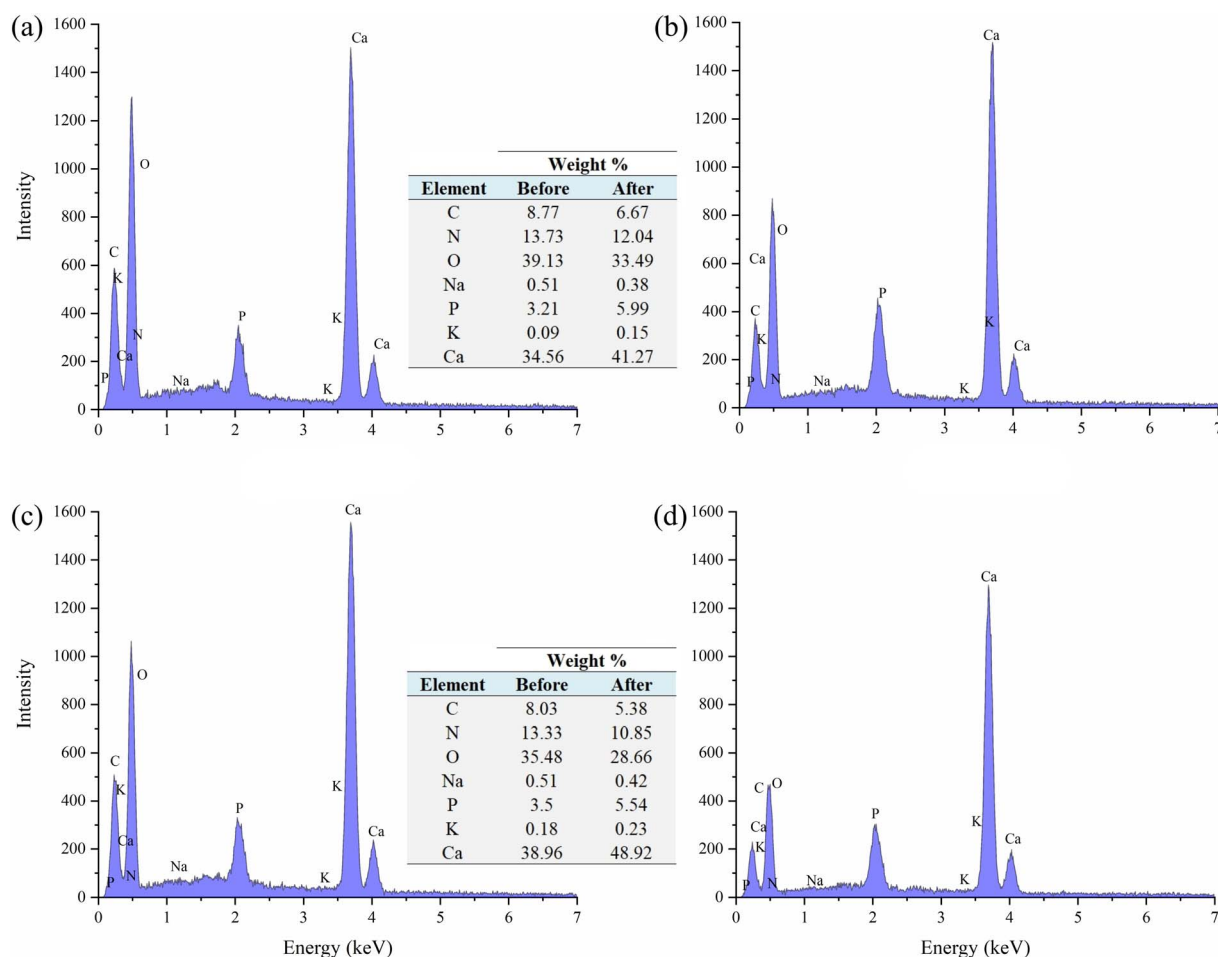 (a)
1600
1400
1200
1000
800
600
400
200
0
Intensity
0 1 2 3 4 5 6 7
P
C
K
Ca
O
N
Na
P
K
K
Ca
Ca
Weight %
Element Before After
C 8.77 6.67
N 13.73 12.04
O 39.13 33.49
Na 0.51 0.38
P 3.21 5.99
K 0.09 0.15
Ca 34.56 41.27
(b)
1600
1400
1200
1000
800
600
400
200
0
0 1 2 3 4 5 6 7
Ca
C
K
P
O
N
Na
P
K
K
Ca
Ca
(c)
1600
1400
1200
1000
800
600
400
200
0
Intensity
0 1 2 3 4 5 6 7
Energy (keV)
C
K
Ca
P
N
O
Na
P
K
K
Ca
Ca
Weight %
Element Before After
C 8.03 5.38
N 13.33 10.85
O 35.48 28.66
Na 0.51 0.42
P 3.5 5.54
K 0.18 0.23
Ca 38.96 48.92
(d)
1600
1400
1200
1000
800
600
400
200
0
0 1 2 3 4 5 6 7
Energy (keV)
C
O
Ca
K
P
N
Na
P
K
K
Ca
Ca